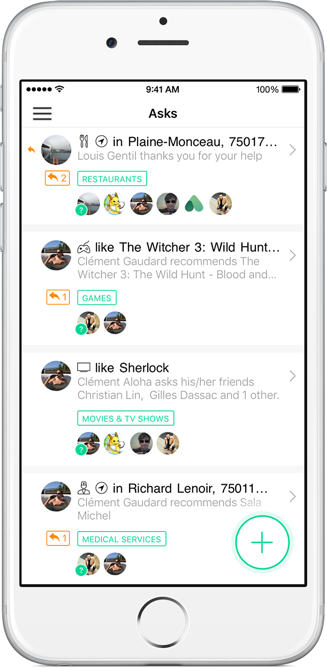 9:41 AM 100%
Asks
in Plaine-Monceau, 75017...
Louis Gentil thanks you for your help
2 RESTAURANTS
?
like The Witcher 3: Wild Hunt...
Clément Gaudard recommends The
Witcher 3: The Wild Hunt - Blood and...
1 GAMES
?
like Sherlock
Clément Aloha asks his/her friends
Christian Lin, Gilles Dassac and 1 other.
MOVIES & TV SHOWS
?
in Richard Lenoir, 75011...
Clément Gaudard recommends Sala
Michel
1 MEDICAL SERVICES
?